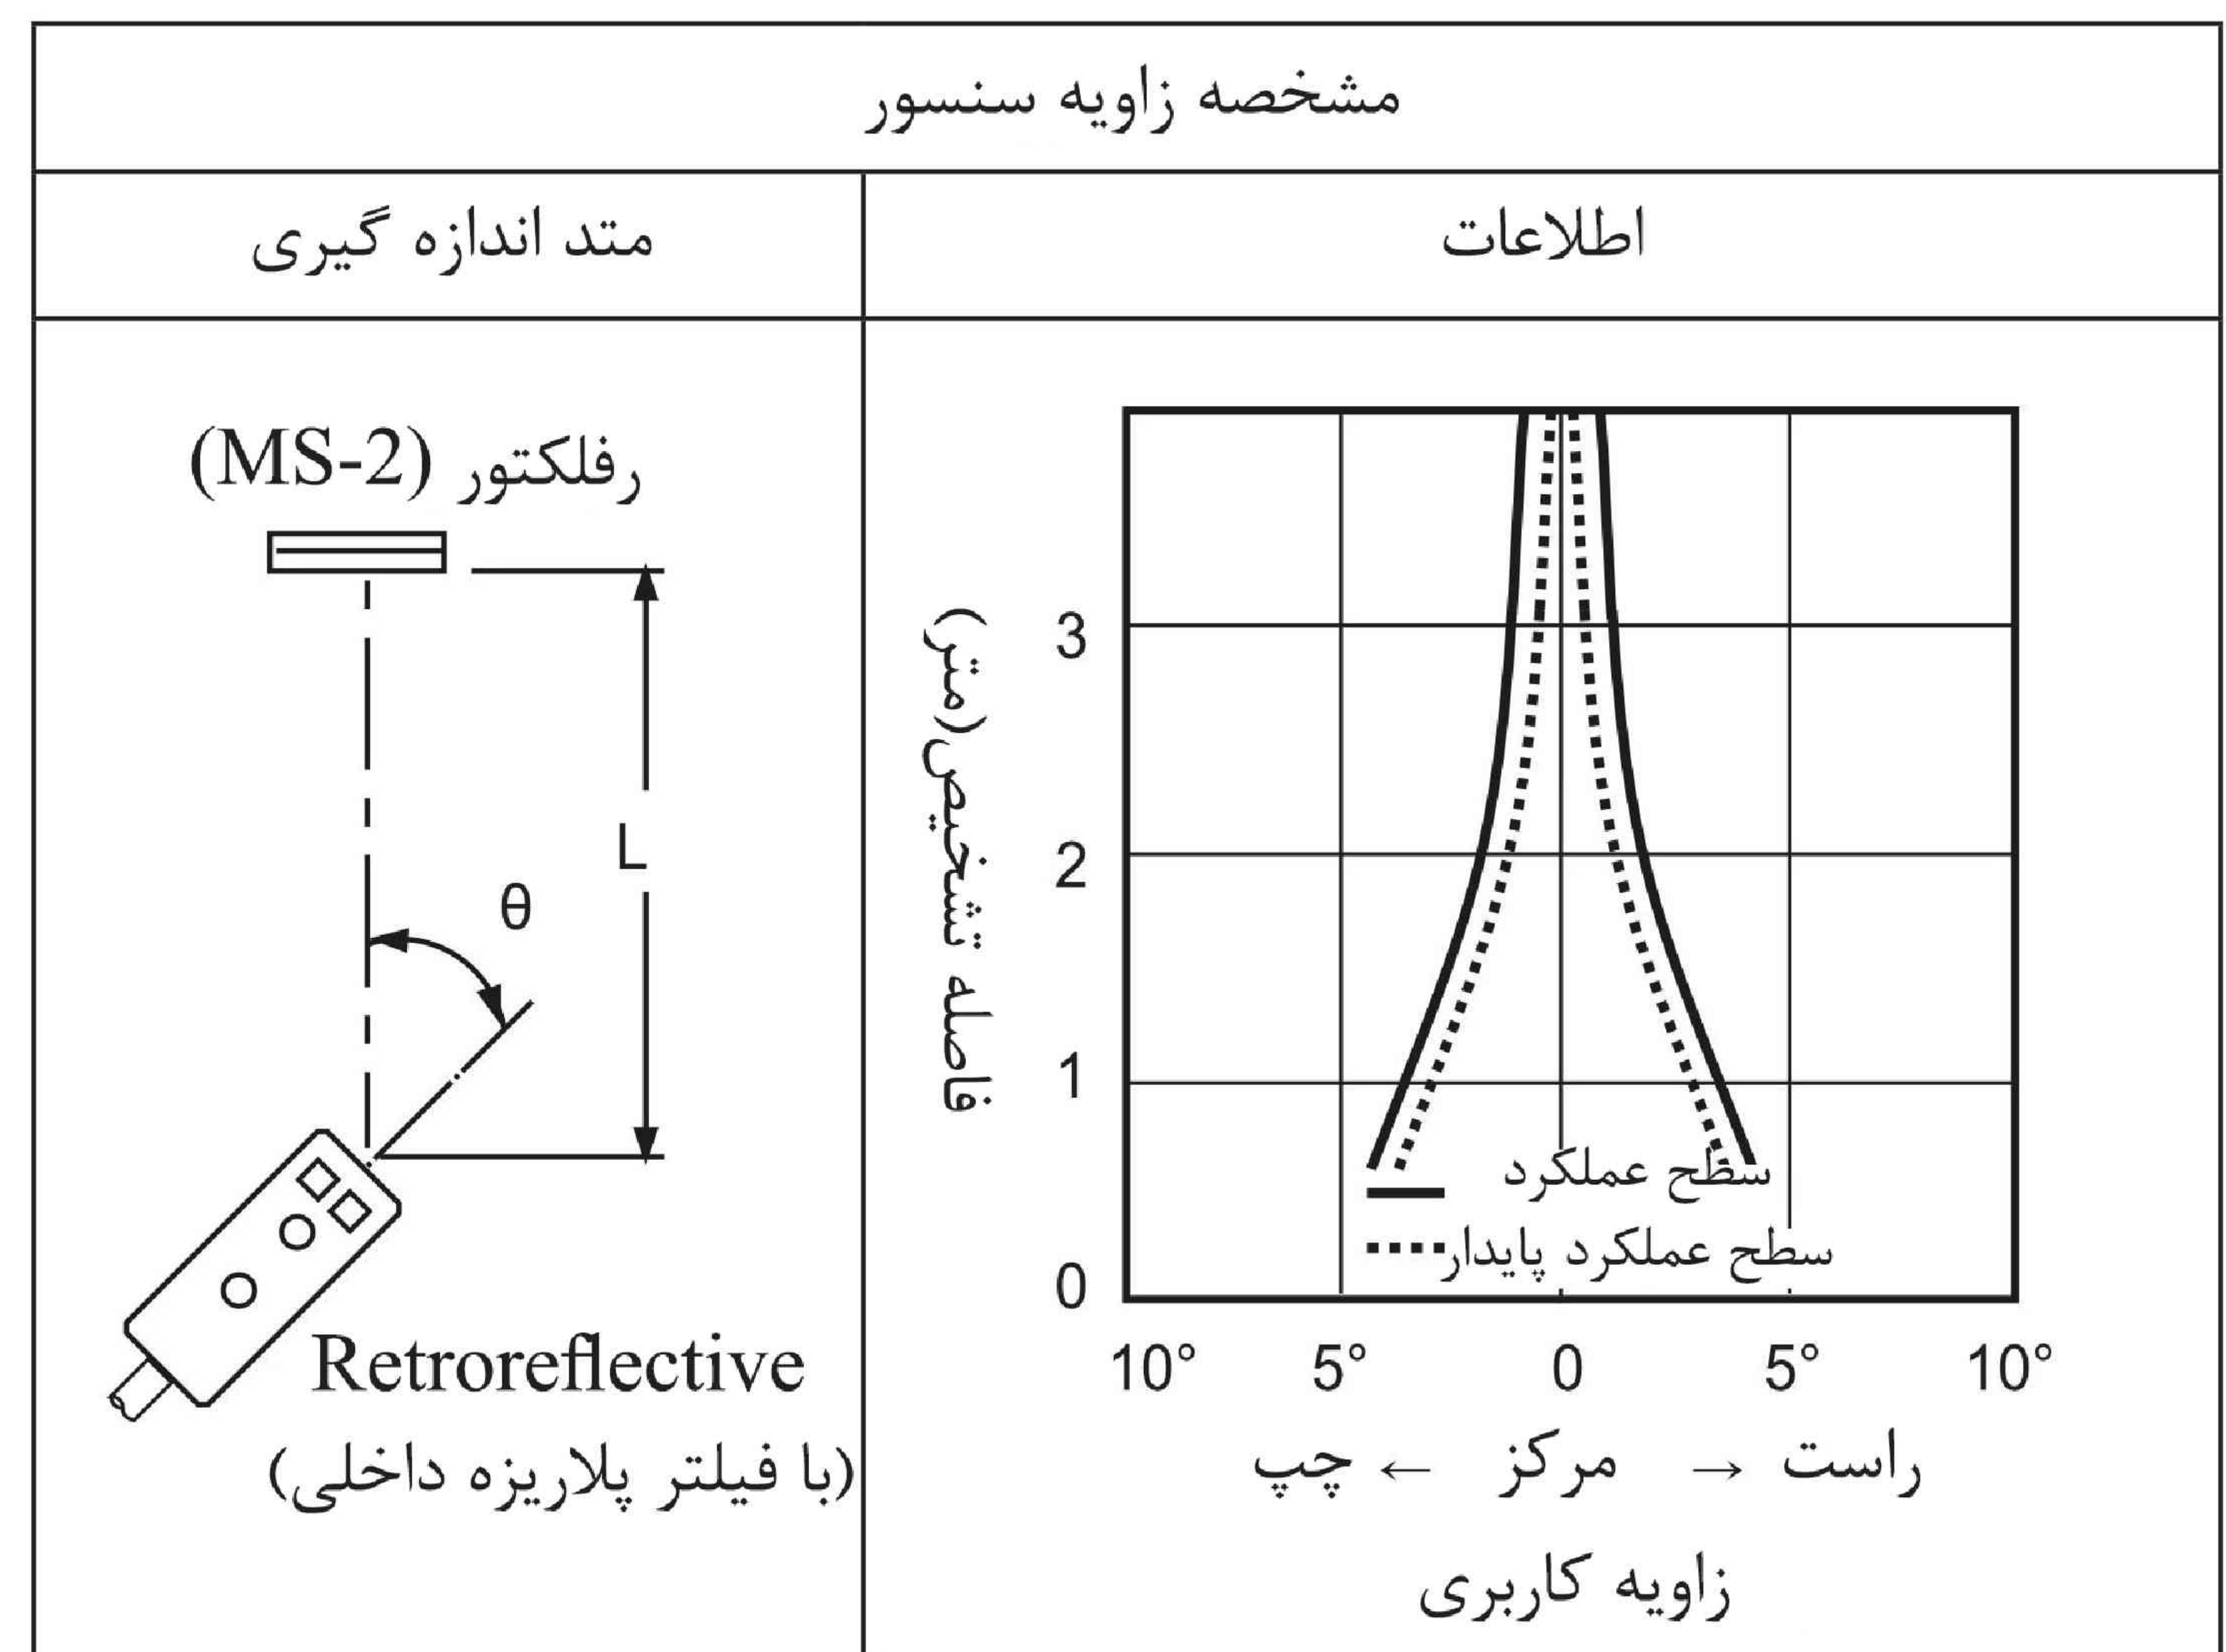 مشخصه زاویه سنسور
اطلاعات
متد اندازه گیری
رفلکتور (MS-2)
L
θ
Retroreflective
(با فیلتر پلاریزه داخلی)
فاصله تشخیص(متر)
3
2
1
0
سطح عملکرد
سطح عملکرد پایدار
10° 5° 0 5° 10°
چپ ← مرکز → راست
زاویه کاربری